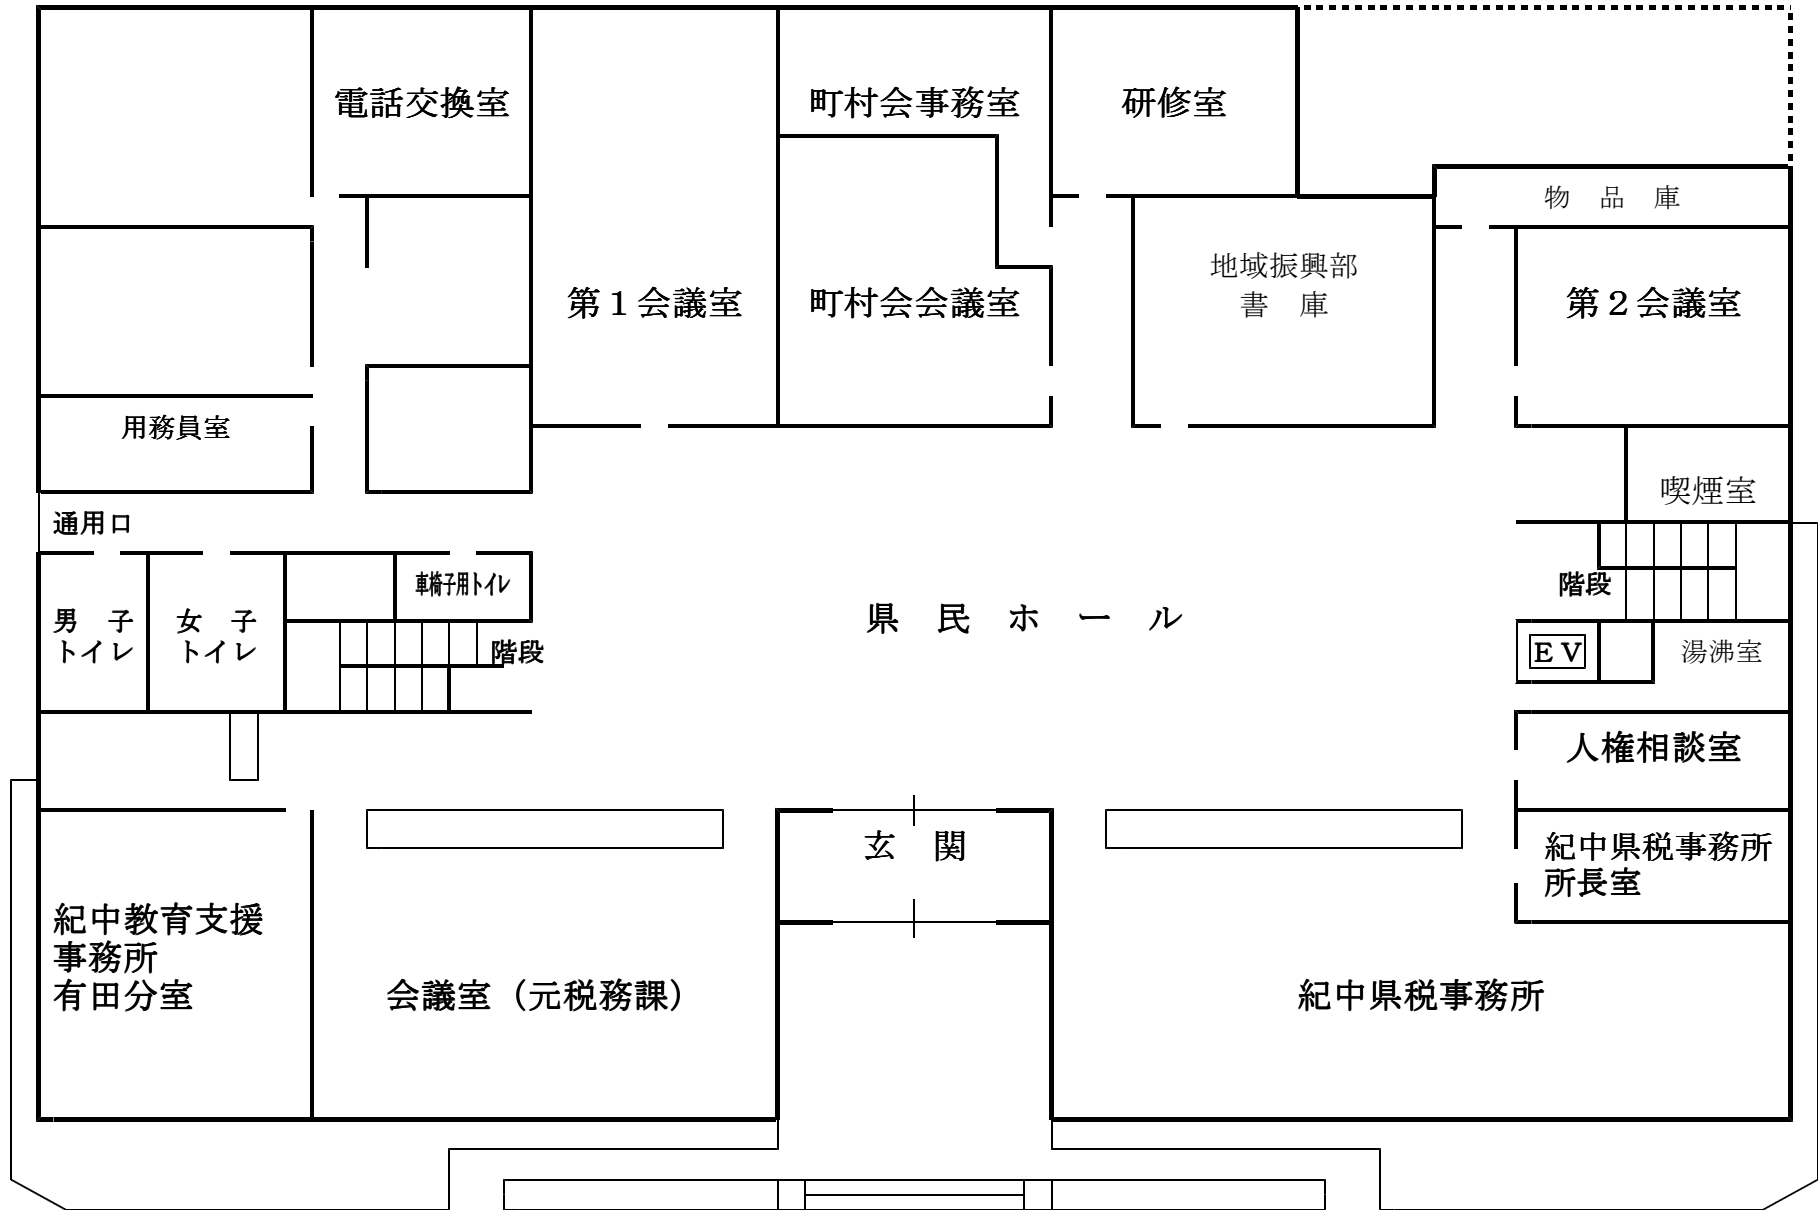 電話交換室
町村会事務室
研修室
物　品　庫
地域振興部
書　庫
第１会議室
町村会会議室
第２会議室
用務員室
喫煙室
通用口
車椅子用トイレ
階段
男　子
トイレ
女　子
トイレ
県　民　ホ　ー　ル
階段
ＥＶ
湯沸室
人権相談室
玄　関
紀中県税事務所
所長室
紀中教育支援
事務所
有田分室
会議室（元税務課）
紀中県税事務所